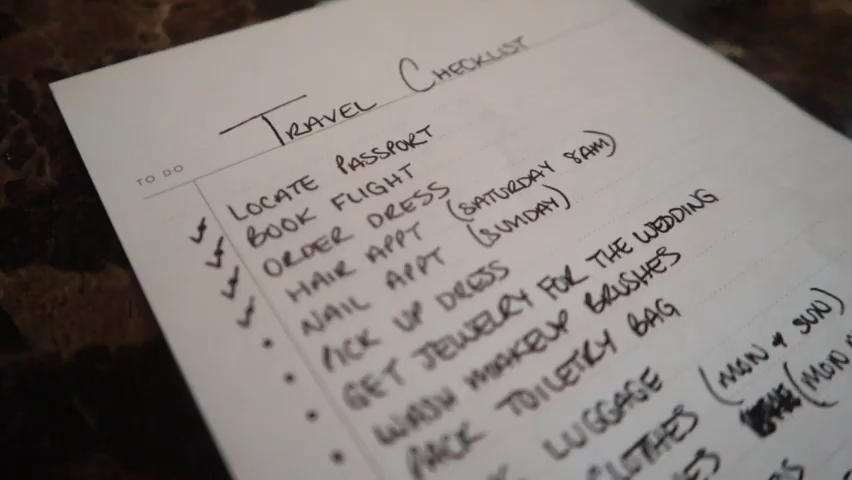 TRAVEL CHECKLIST
TO DO
LOCATE PASSPORT
BOOK FLIGHT
ORDER DRESS
HAIR APPT (SATURDAY 8AM)
NAIL APPT (SUNDAY)
PICK UP DRESS
GET JEWELRY FOR THE WEDDING
WASH MAKEUP BRUSHES
PACK TOILETRY BAG
LUGGAGE
CLOTHES (MON & SUN)
(MON